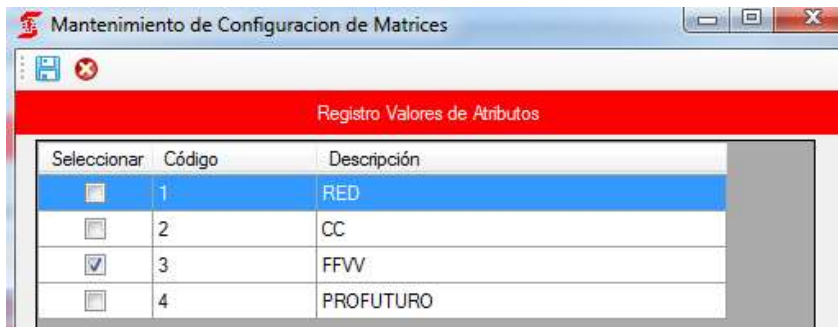 Mantenimiento de Configuracion de Matrices
Registro Valores de Atributos
Seleccionar Código Descripción
1 RED
2 CC
3 FFVV
4 PROFUTURO